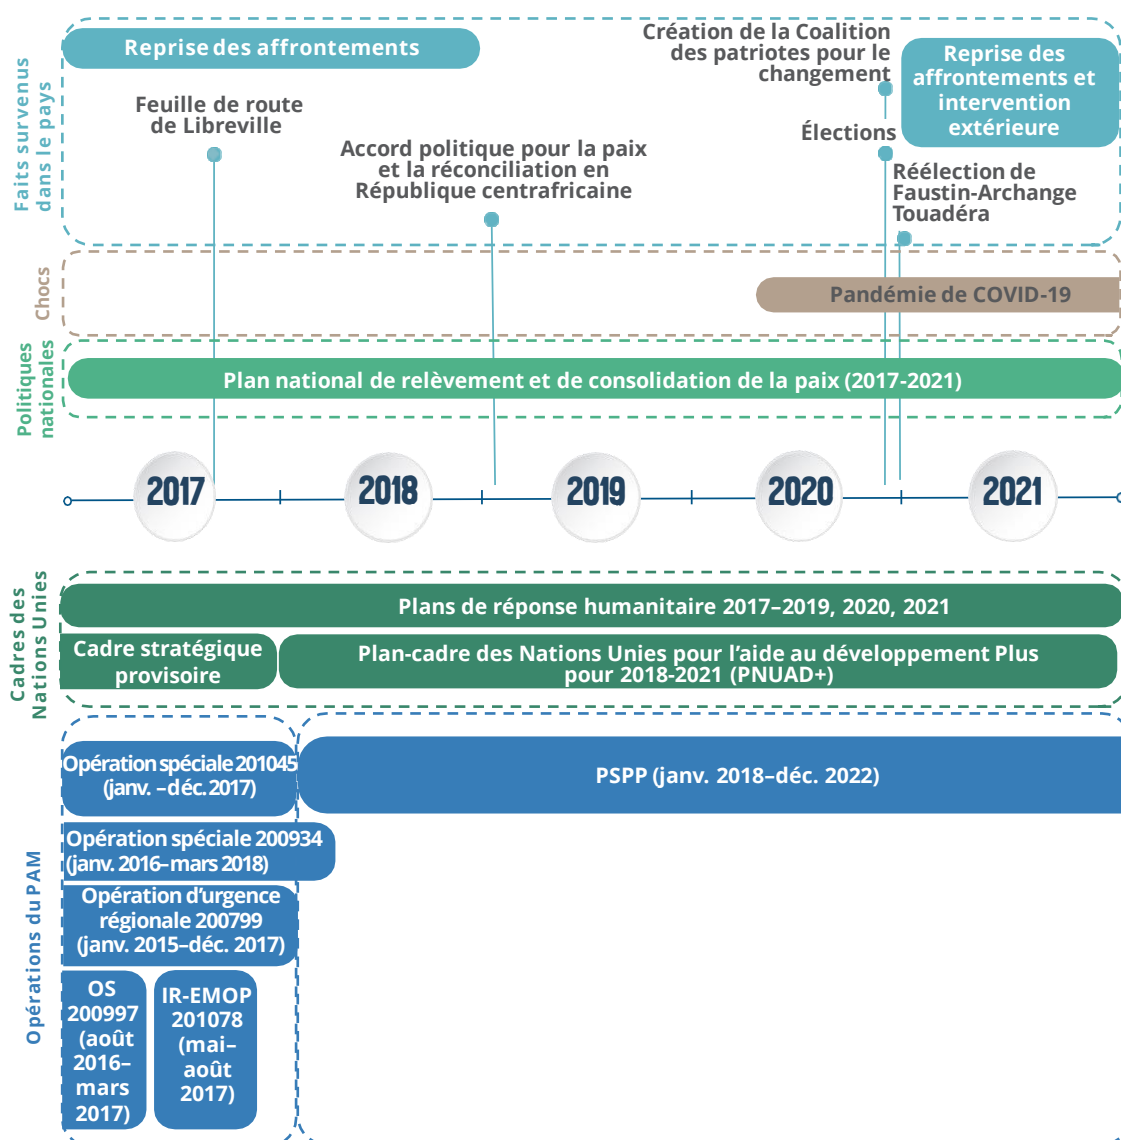 Faits survenus
dans le pays
Reprise des affrontements
Feuille de route
de Libreville
Accord politique pour la paix
et la réconciliation en
République centrafricaine
Création de la Coalition
des patriotes pour le
changement
Élections
Reprise des
affrontements et
intervention
extérieure
Réélection de
Faustin-Archange
Touadéra
Chocs
Pandémie de COVID-19
Politiques
nationales
Plan national de relèvement et de consolidation de la paix (2017-2021)
2017
2018
2019
2020
2021
Cadres des
Nations Unies
Plans de réponse humanitaire 2017–2019, 2020, 2021
Cadre stratégique
provisoire
Plan-cadre des Nations Unies pour l’aide au développement Plus
pour 2018-2021 (PNUAD+)
Opérations du PAM
Opération spéciale 201045
(janv. –déc. 2017)
PSPP (janv. 2018–déc. 2022)
Opération spéciale 200934
(janv. 2016–mars 2018)
Opération d’urgence
régionale 200799
(janv. 2015–déc. 2017)
OS
200997
(août
2016–
mars
2017)
IR-EMOP
201078
(mai–
août
2017)